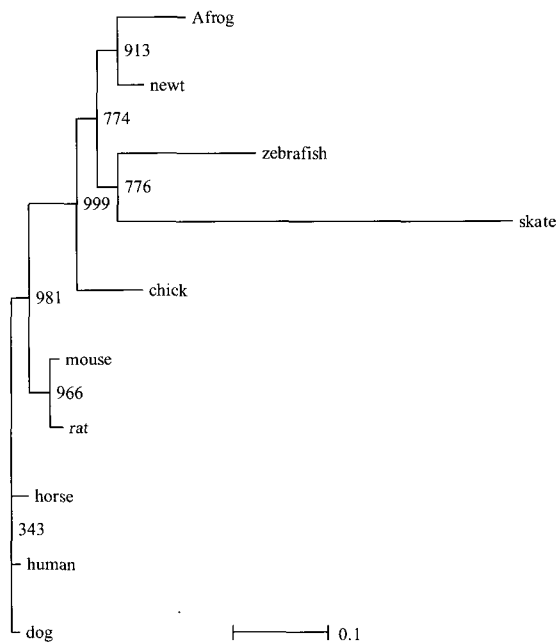 Afrog
913
newt
774
zebrafish
776
999
skate
chick
981
mouse
966
rat
horse
343
human
dog
0.1